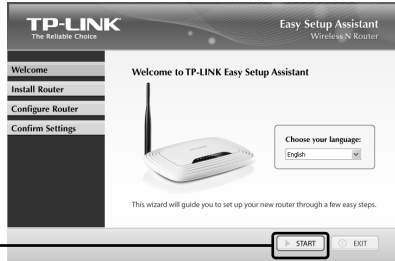 TP-LINK
The Reliable Choice
Easy Setup Assistant
Wireless N Router
Welcome
Install Router
Configure Router
Confirm Settings
Welcome to TP-LINK Easy Setup Assistant
Choose your language:
English
This wizard will guide you to set up your new router through a few easy steps.
START
EXIT